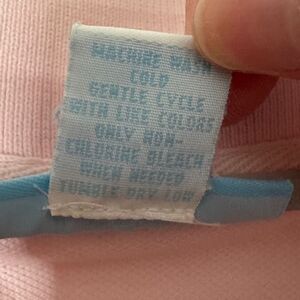 MACHINE WASH
COLD
GENTLE CYCLE
WITH LIKE COLORS
ONLY NON-
CHLORINE BLEACH
WHEN NEEDED
TUMBLE DRY LOW